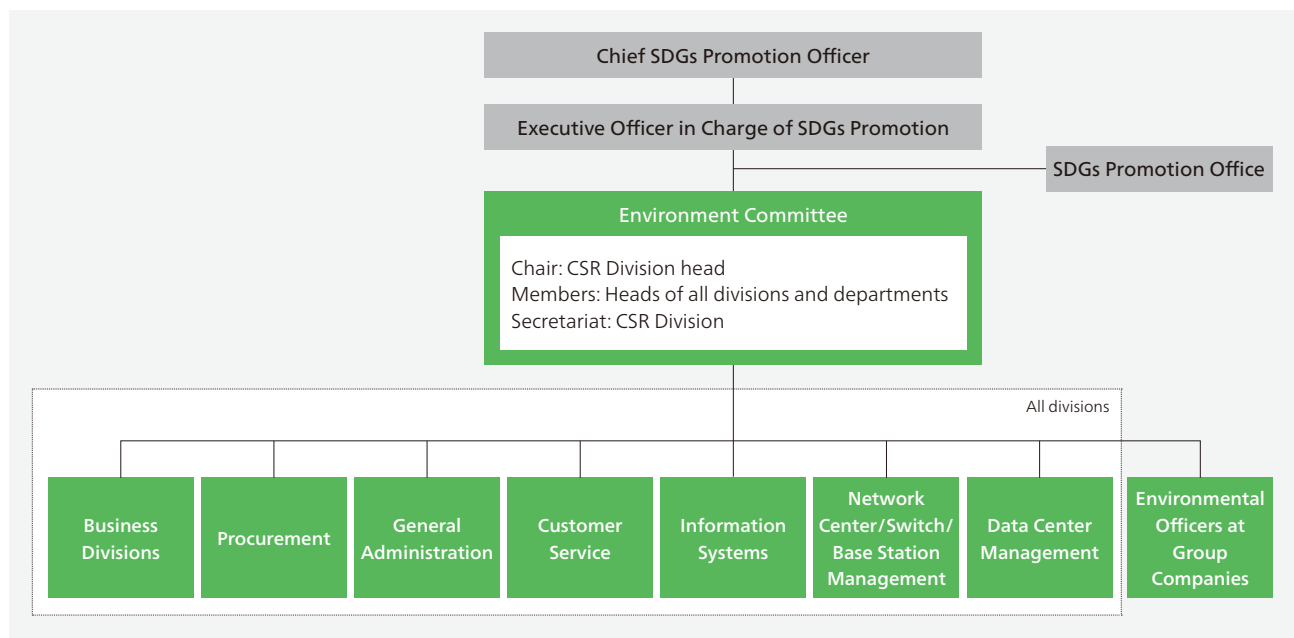 Chief SDGs Promotion Officer
Executive Officer in Charge of SDGs Promotion
SDGs Promotion Office
Environment Committee
Chair: CSR Division head
Members: Heads of all divisions and departments
Secretariat: CSR Division
All divisions
Business
Divisions
Procurement
General
Administration
Customer
Service
Information
Systems
Network
Center/Switch/
Base Station
Management
Data Center
Management
Environmental
Officers at
Group
Companies